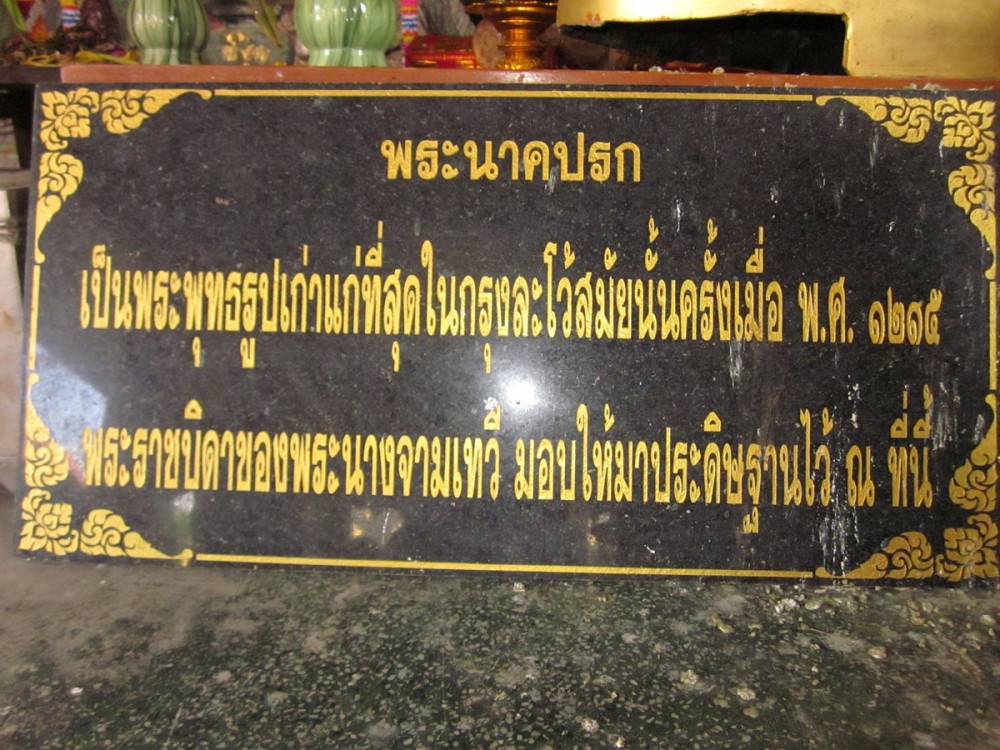 พระนาคปรก
เป็นพระพุทธรูปเก่าแก่ที่สุดในกรุงละโว้สมัยนั้นครั้งเมื่อ พ.ศ. ๑๒๑๕
พระราชบิดาของพระนางจามเทวี มอบให้มาประดิษฐานไว้ ณ ที่นี้